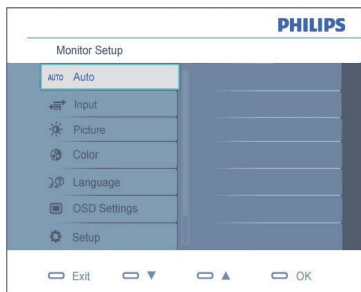 PHILIPS
Monitor Setup
AUTO Auto
Input
Picture
Color
Language
OSD Settings
Setup
Exit ▼ ▲ OK